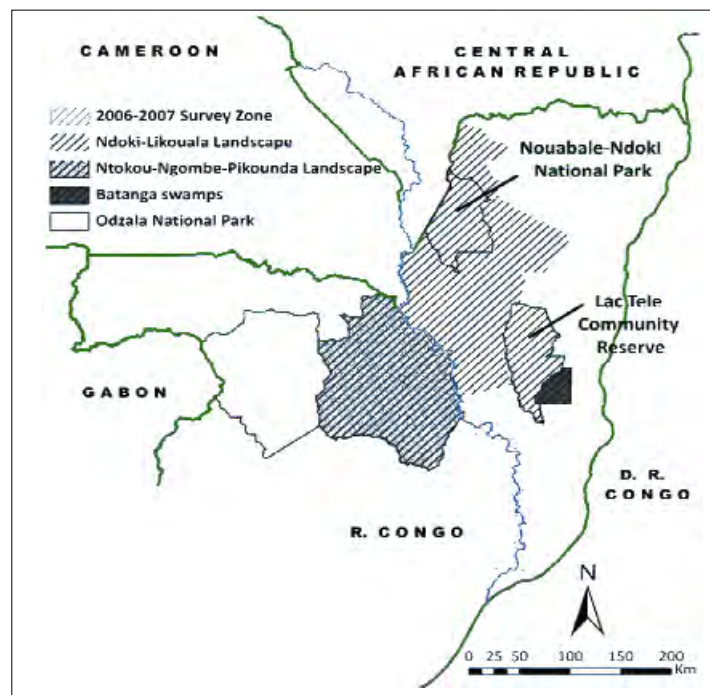 CAMEROON
CENTRAL
AFRICAN REPUBLIC
2006-2007 Survey Zone
Ndoki-Likouala Landscape
Ntokou-Ngombe-Pikounda Landscape
Batanga swamps
Odzala National Park
Nouabale-Ndoki
National Park
Lac Tele
Community
Reserve
GABON
D. R.
CONGO
R. CONGO
N
0 25 50 100 150 200
Km